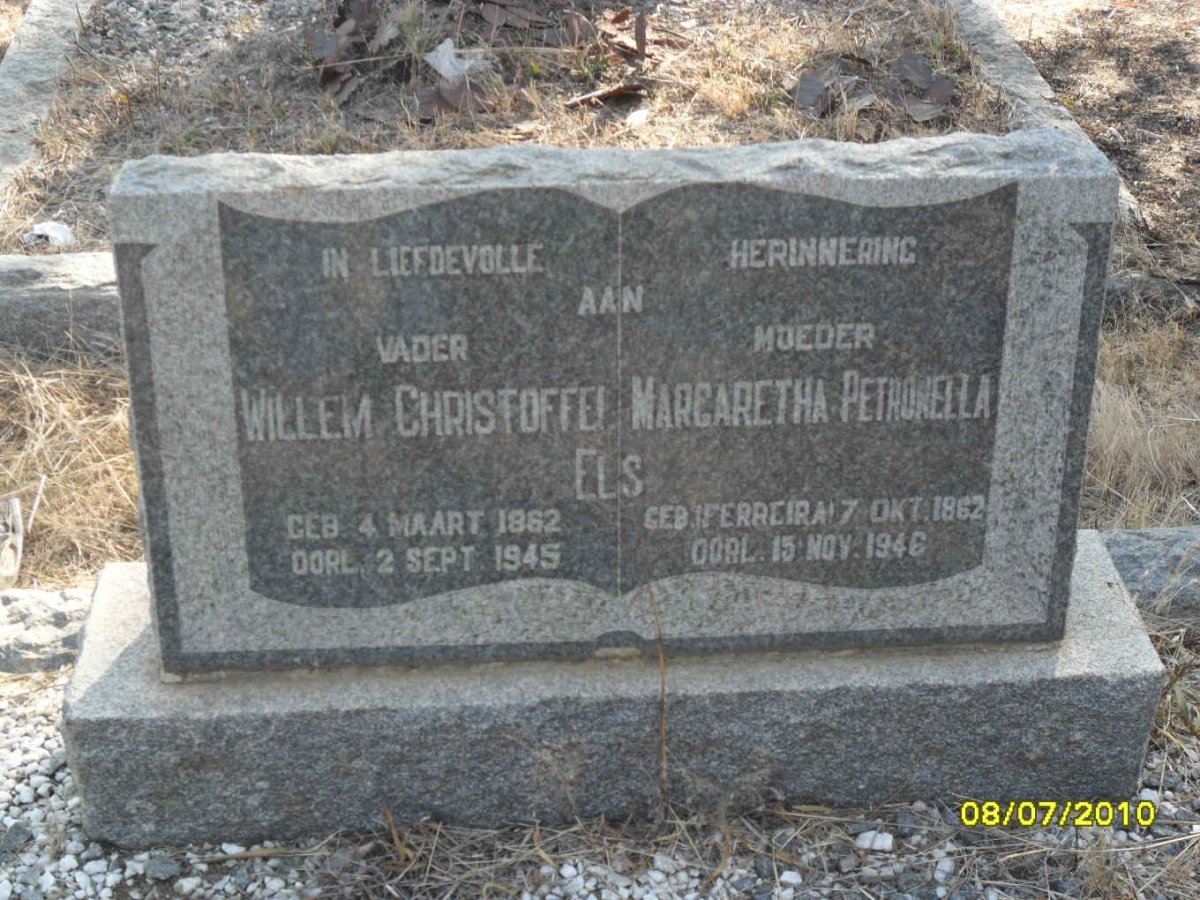 IN LIEFDEVOLLE HERINNERING
AAN
VADER MOEDER
WILLEM CHRISTOFFEL MARGARETHA PETRONELLA
ELS
GEB. 4 MAART 1862 GEB. (FERREIRA) 7 OKT. 1862
OORL. 2 SEPT. 1945 OORL. 15 NOV. 1946
08/07/2010